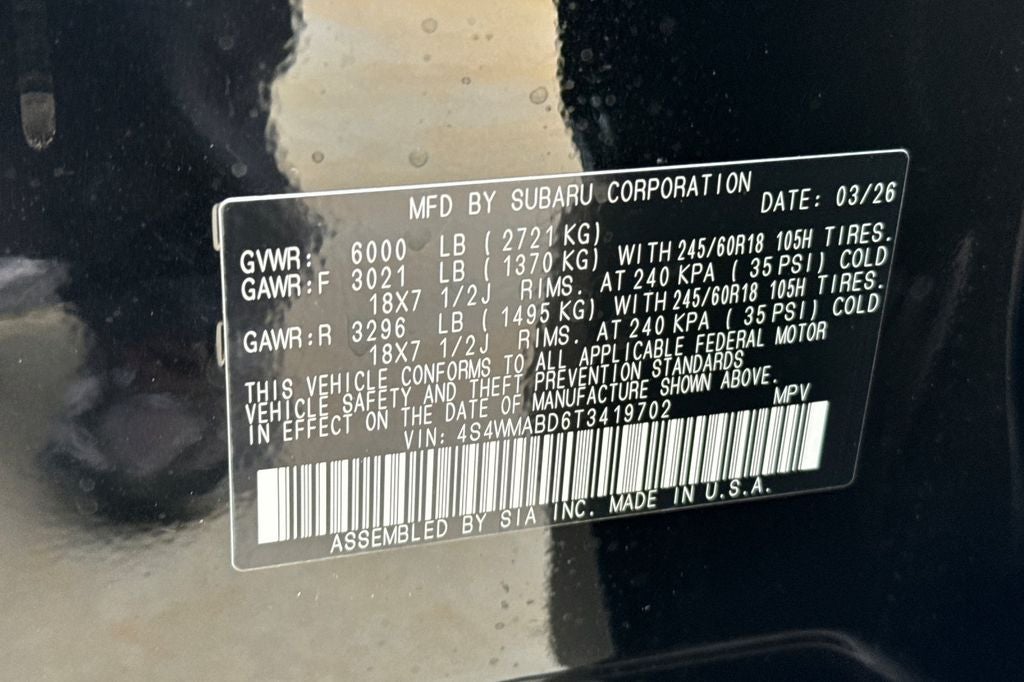 MFD BY SUBARU CORPORATION DATE: 03/26
GVWR: 6000 LB ( 2721 KG)
GAWR:F 3021 LB ( 1370 KG) WITH 245/60R18 105H TIRES.
18X7 1/2J RIMS. AT 240 KPA ( 35 PSI) COLD
GAWR:R 3296 LB ( 1495 KG) WITH 245/60R18 105H TIRES.
18X7 1/2J RIMS. AT 240 KPA ( 35 PSI) COLD
THIS VEHICLE CONFORMS TO ALL APPLICABLE FEDERAL MOTOR
VEHICLE SAFETY AND THEFT PREVENTION STANDARDS
IN EFFECT ON THE DATE OF MANUFACTURE SHOWN ABOVE.
VIN: 4S4WMABD6T3419702 MPV
ASSEMBLED BY SIA INC. MADE IN U.S.A.